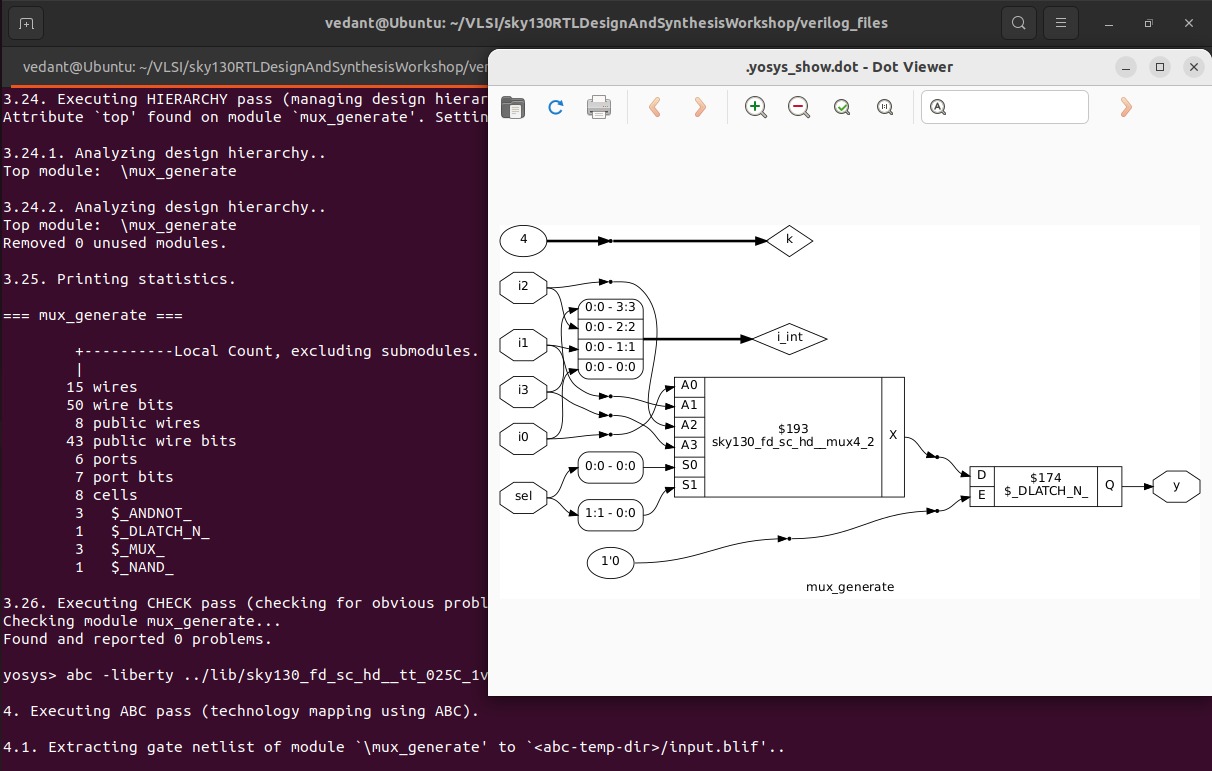 vedant@Ubuntu: ~/VLSI/sky130RTLDesignAndSynthesisWorkshop/verilog_files
vedant@Ubuntu: ~/VLSI/sky130RTLDesignAndSynthesisWorkshop/ver
3.24. Executing HIERARCHY pass (managing design hierar
Attribute `top' found on module `mux_generate'. Settin
3.24.1. Analyzing design hierarchy..
Top module:  \mux_generate
3.24.2. Analyzing design hierarchy..
Top module:  \mux_generate
Removed 0 unused modules.
3.25. Printing statistics.
=== mux_generate ===
+----------Local Count, excluding submodules.
|
15 wires
50 wire bits
8 public wires
43 public wire bits
6 ports
7 port bits
8 cells
3   $_ANDNOT_
1   $_DLATCH_N_
3   $_MUX_
1   $_NAND_
3.26. Executing CHECK pass (checking for obvious probl
Checking module mux_generate...
Found and reported 0 problems.
yosys> abc -liberty ../lib/sky130_fd_sc_hd__tt_025C_1v
4. Executing ABC pass (technology mapping using ABC).
4.1. Extracting gate netlist of module `\mux_generate' to `<abc-temp-dir>/input.blif'..
.yosys_show.dot - Dot Viewer
4
k
i2
0:0 - 3:3
0:0 - 2:2
0:0 - 1:1
0:0 - 0:0
i_int
i1
i3
i0
sel
0:0 - 0:0
1:1 - 0:0
1'0
A0
A1
A2
A3
S0
S1
$193
sky130_fd_sc_hd__mux4_2
X
D
E
$174
$_DLATCH_N_
Q
y
mux_generate